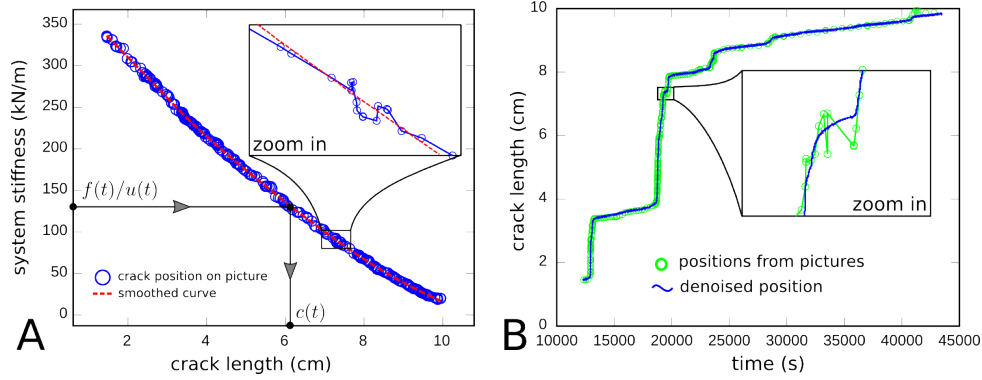 350
300
250
200
150
100
50
0
system stiffness (kN/m)
f(t)/u(t)
zoom in
crack position on picture
smoothed curve
c(t)
2 4 6 8 10
crack length (cm)
A
10
8
6
4
2
0
crack length (cm)
zoom in
positions from pictures
denoised position
10000 15000 20000 25000 30000 35000 40000 45000
time (s)
B